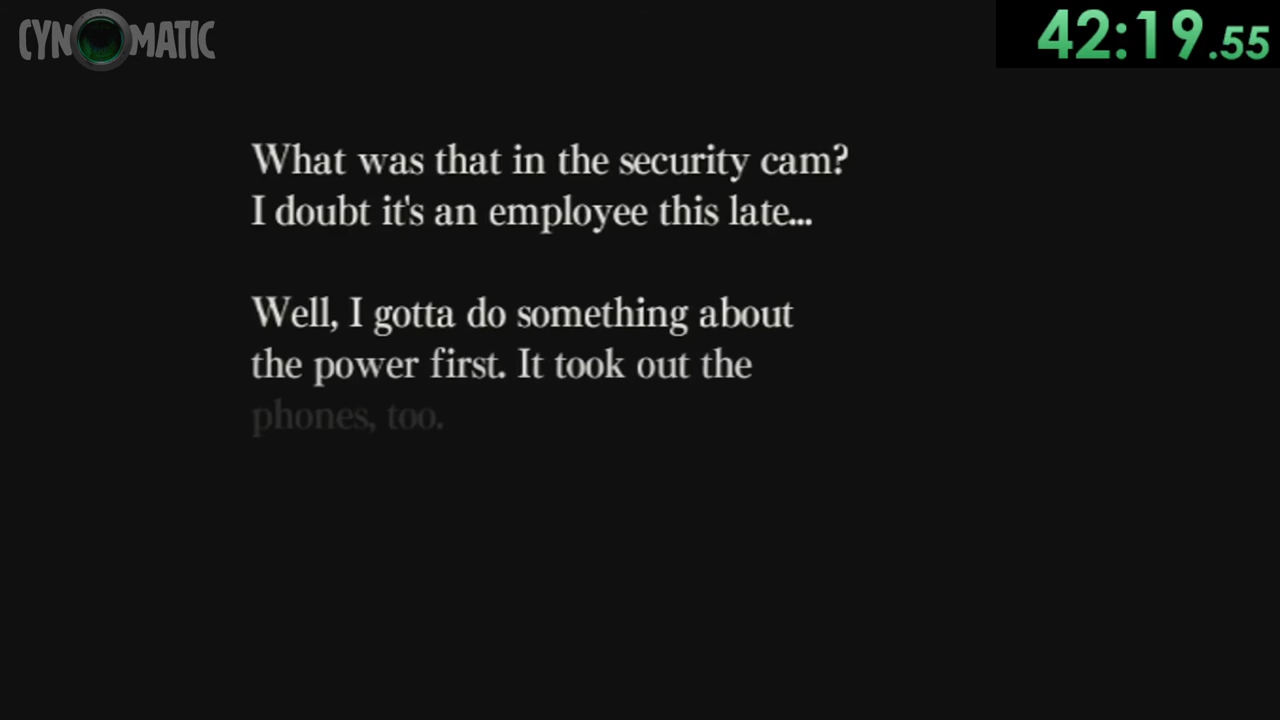 CYNOMATIC
42:19.55
What was that in the security cam?
I doubt it's an employee this late...
Well, I gotta do something about
the power first. It took out the
phones, too.